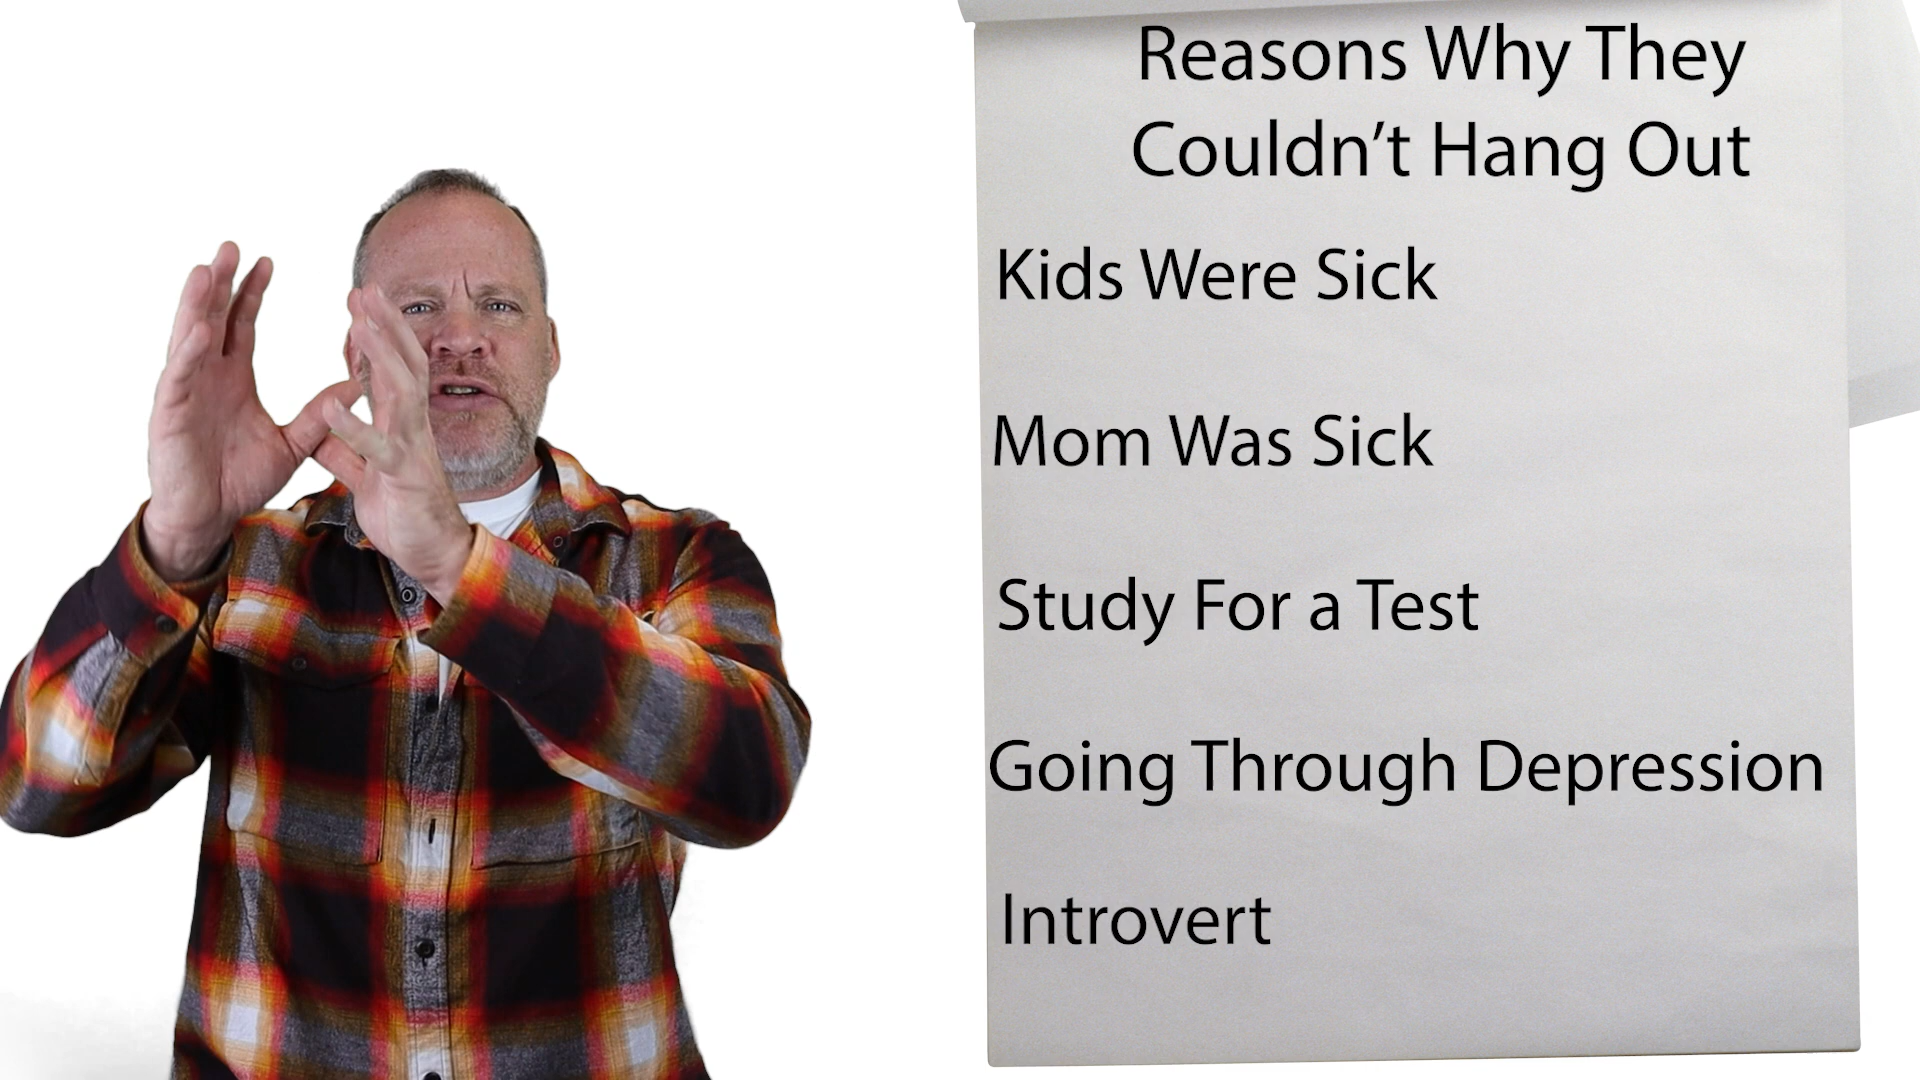 Reasons Why They
Couldn’t Hang Out
Kids Were Sick
Mom Was Sick
Study For a Test
Going Through Depression
Introvert